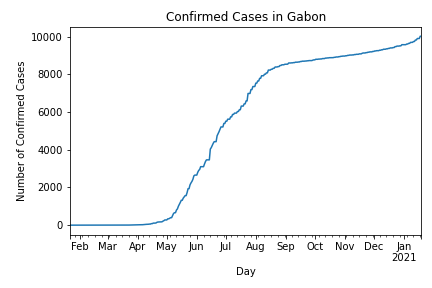 Confirmed Cases in Gabon
10000
8000
6000
4000
2000
0
Number of Confirmed Cases
Feb Mar Apr May Jun Jul Aug Sep Oct Nov Dec Jan
2021
Day